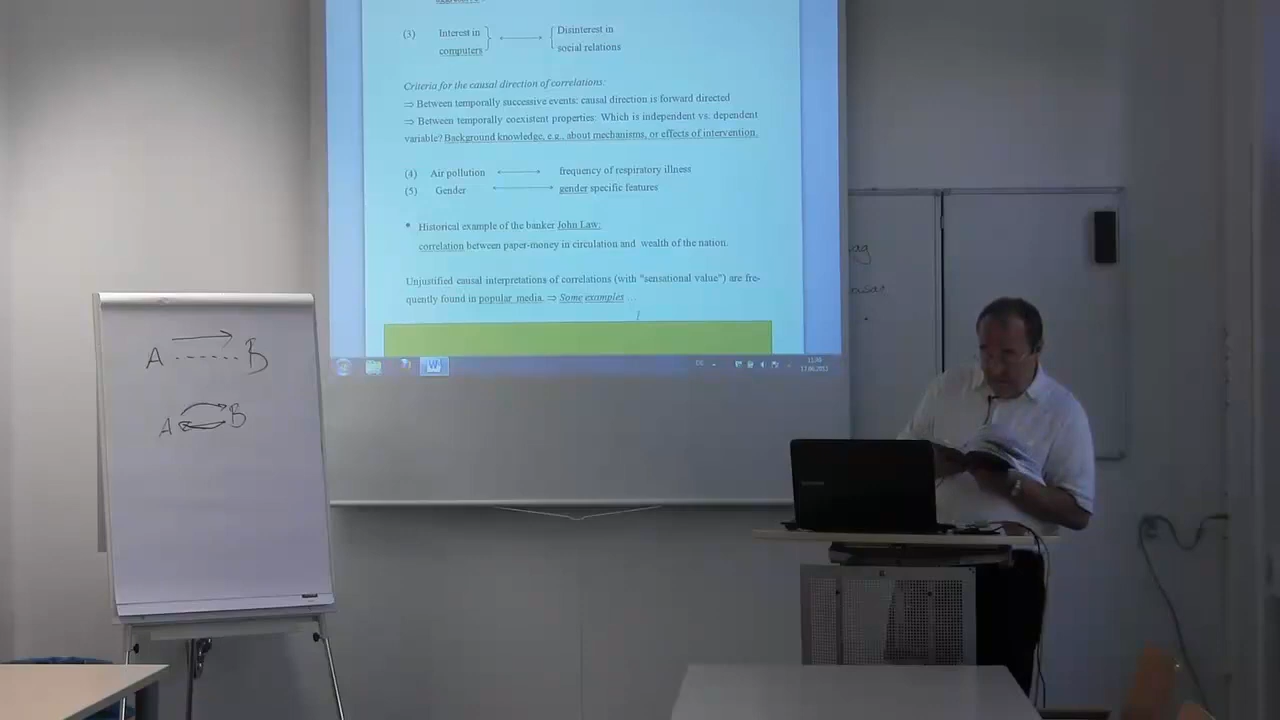 (3) Interest in Disinterest in
computers social relations
Criteria for the causal direction of correlations:
⇒ Between temporally successive events: causal direction is forward directed
⇒ Between temporally coexistent properties: Which is independent vs. dependent
variable? Background knowledge, e.g., about mechanisms, or effects of intervention.
(4) Air pollution frequency of respiratory illness
(5) Gender gender specific features
* Historical example of the banker John Law:
correlation between paper-money in circulation and wealth of the nation.
Unjustified causal interpretations of correlations (with "sensational value") are fre-
quently found in popular media. ⇒ Some examples ...
DE
A B
A B